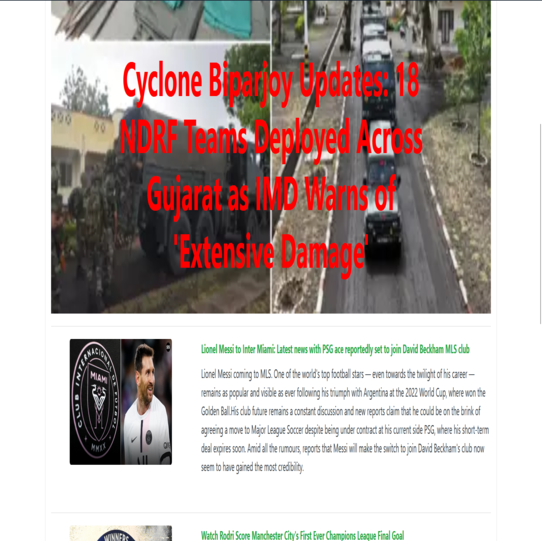 Cyclone Biparjoy Updates: 18
NDRF Teams Deployed Across
Gujarat as IMD Warns of
'Extensive Damage'
Lionel Messi to Inter Miami: Latest news with PSG ace reportedly set to join David Beckham MLS club
CLUB INTERNACIONAL DE FUTBOL
MIAMI
MMXX
Lionel Messi coming to MLS. One of the world's top football stars — even towards the twilight of his career —
remains as popular and visible as ever following his triumph with Argentina at the 2022 World Cup, where won the
Golden Ball.His club future remains a constant discussion and new reports claim that he could be on the brink of
agreeing a move to Major League Soccer despite being under contract at his current side PSG, where his short-term
deal expires soon. Amid all the rumours, reports that Messi will make the switch to join David Beckham's club now
seem to have gained the most credibility.
Watch Rodri Score Manchester City's First Ever Champions League Final Goal
WINNERS